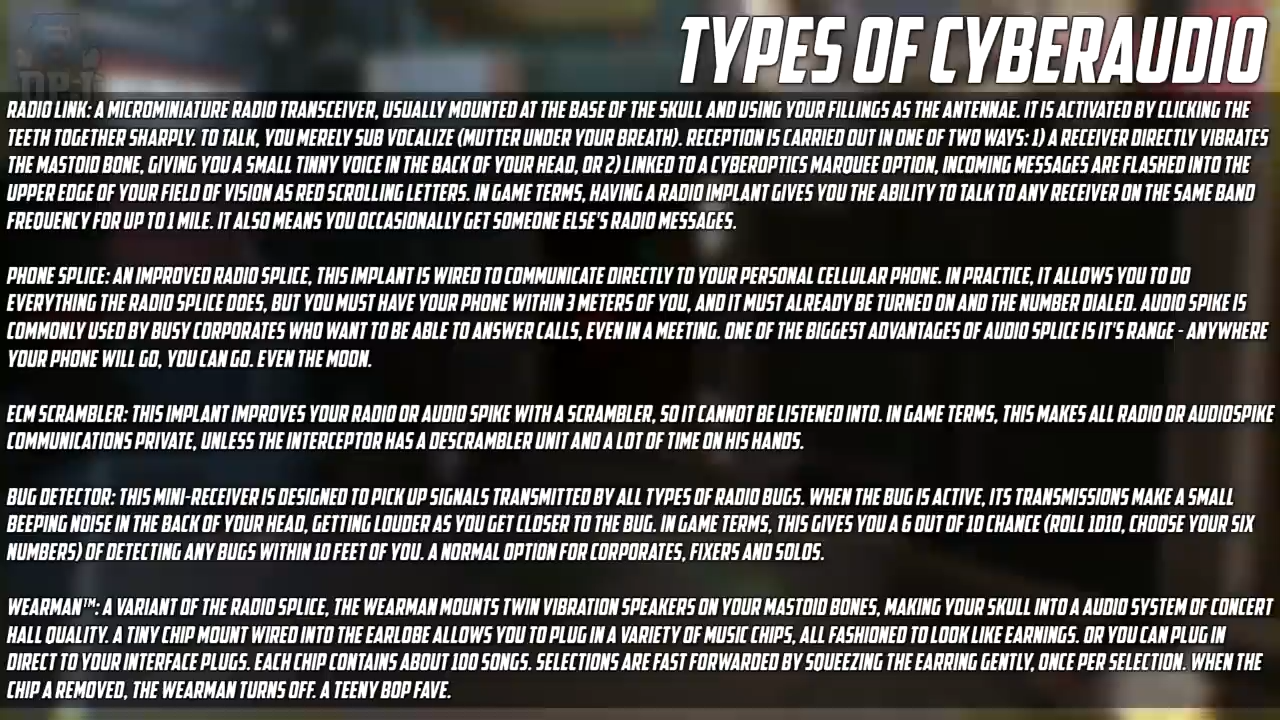 TYPES OF CYBERAUDIO
RADIO LINK: A MICROMINIATURE RADIO TRANSCEIVER, USUALLY MOUNTED AT THE BASE OF THE SKULL AND USING YOUR FILLINGS AS THE ANTENNAE. IT IS ACTIVATED BY CLICKING THE
TEETH TOGETHER SHARPLY. TO TALK, YOU MERELY SUB VOCALIZE (MUTTER UNDER YOUR BREATH). RECEPTION IS CARRIED OUT IN ONE OF TWO WAYS: 1) A RECEIVER DIRECTLY VIBRATES
THE MASTOID BONE, GIVING YOU A SMALL TINNY VOICE IN THE BACK OF YOUR HEAD, OR 2) LINKED TO A CYBEROPTICS MARQUEE OPTION, INCOMING MESSAGES ARE FLASHED INTO THE
UPPER EDGE OF YOUR FIELD OF VISION AS RED SCROLLING LETTERS. IN GAME TERMS, HAVING A RADIO IMPLANT GIVES YOU THE ABILITY TO TALK TO ANY RECEIVER ON THE SAME BAND
FREQUENCY FOR UP TO 1 MILE. IT ALSO MEANS YOU OCCASIONALLY GET SOMEONE ELSE'S RADIO MESSAGES.
PHONE SPLICE: AN IMPROVED RADIO SPLICE, THIS IMPLANT IS WIRED TO COMMUNICATE DIRECTLY TO YOUR PERSONAL CELLULAR PHONE. IN PRACTICE, IT ALLOWS YOU TO DO
EVERYTHING THE RADIO SPLICE DOES, BUT YOU MUST HAVE YOUR PHONE WITHIN 3 METERS OF YOU, AND IT MUST ALREADY BE TURNED ON AND THE NUMBER DIALED. AUDIO SPIKE IS
COMMONLY USED BY BUSY CORPORATES WHO WANT TO BE ABLE TO ANSWER CALLS, EVEN IN A MEETING. ONE OF THE BIGGEST ADVANTAGES OF AUDIO SPLICE IS IT'S RANGE - ANYWHERE
YOUR PHONE WILL GO, YOU CAN GO. EVEN THE MOON.
ECM SCRAMBLER: THIS IMPLANT IMPROVES YOUR RADIO OR AUDIO SPIKE WITH A SCRAMBLER, SO IT CANNOT BE LISTENED INTO. IN GAME TERMS, THIS MAKES ALL RADIO OR AUDIOSPIKE
COMMUNICATIONS PRIVATE, UNLESS THE INTERCEPTOR HAS A DESCRAMBLER UNIT AND A LOT OF TIME ON HIS HANDS.
BUG DETECTOR: THIS MINI-RECEIVER IS DESIGNED TO PICK UP SIGNALS TRANSMITTED BY ALL TYPES OF RADIO BUGS. WHEN THE BUG IS ACTIVE, ITS TRANSMISSIONS MAKE A SMALL
BEEPING NOISE IN THE BACK OF YOUR HEAD, GETTING LOUDER AS YOU GET CLOSER TO THE BUG. IN GAME TERMS, THIS GIVES YOU A 6 OUT OF 10 CHANCE (ROLL 1D10, CHOOSE YOUR SIX
NUMBERS) OF DETECTING ANY BUGS WITHIN 10 FEET OF YOU. A NORMAL OPTION FOR CORPORATES, FIXERS AND SOLOS.
WEARMAN™: A VARIANT OF THE RADIO SPLICE, THE WEARMAN MOUNTS TWIN VIBRATION SPEAKERS ON YOUR MASTOID BONES, MAKING YOUR SKULL INTO A AUDIO SYSTEM OF CONCERT
HALL QUALITY. A TINY CHIP MOUNT WIRED INTO THE EARLOBE ALLOWS YOU TO PLUG IN A VARIETY OF MUSIC CHIPS, ALL FASHIONED TO LOOK LIKE EARNINGS. OR YOU CAN PLUG IN
DIRECT TO YOUR INTERFACE PLUGS. EACH CHIP CONTAINS ABOUT 100 SONGS. SELECTIONS ARE FAST FORWARDED BY SQUEEZING THE EARRING GENTLY, ONCE PER SELECTION. WHEN THE
CHIP A REMOVED, THE WEARMAN TURNS OFF. A TEENY BOP FAVE.